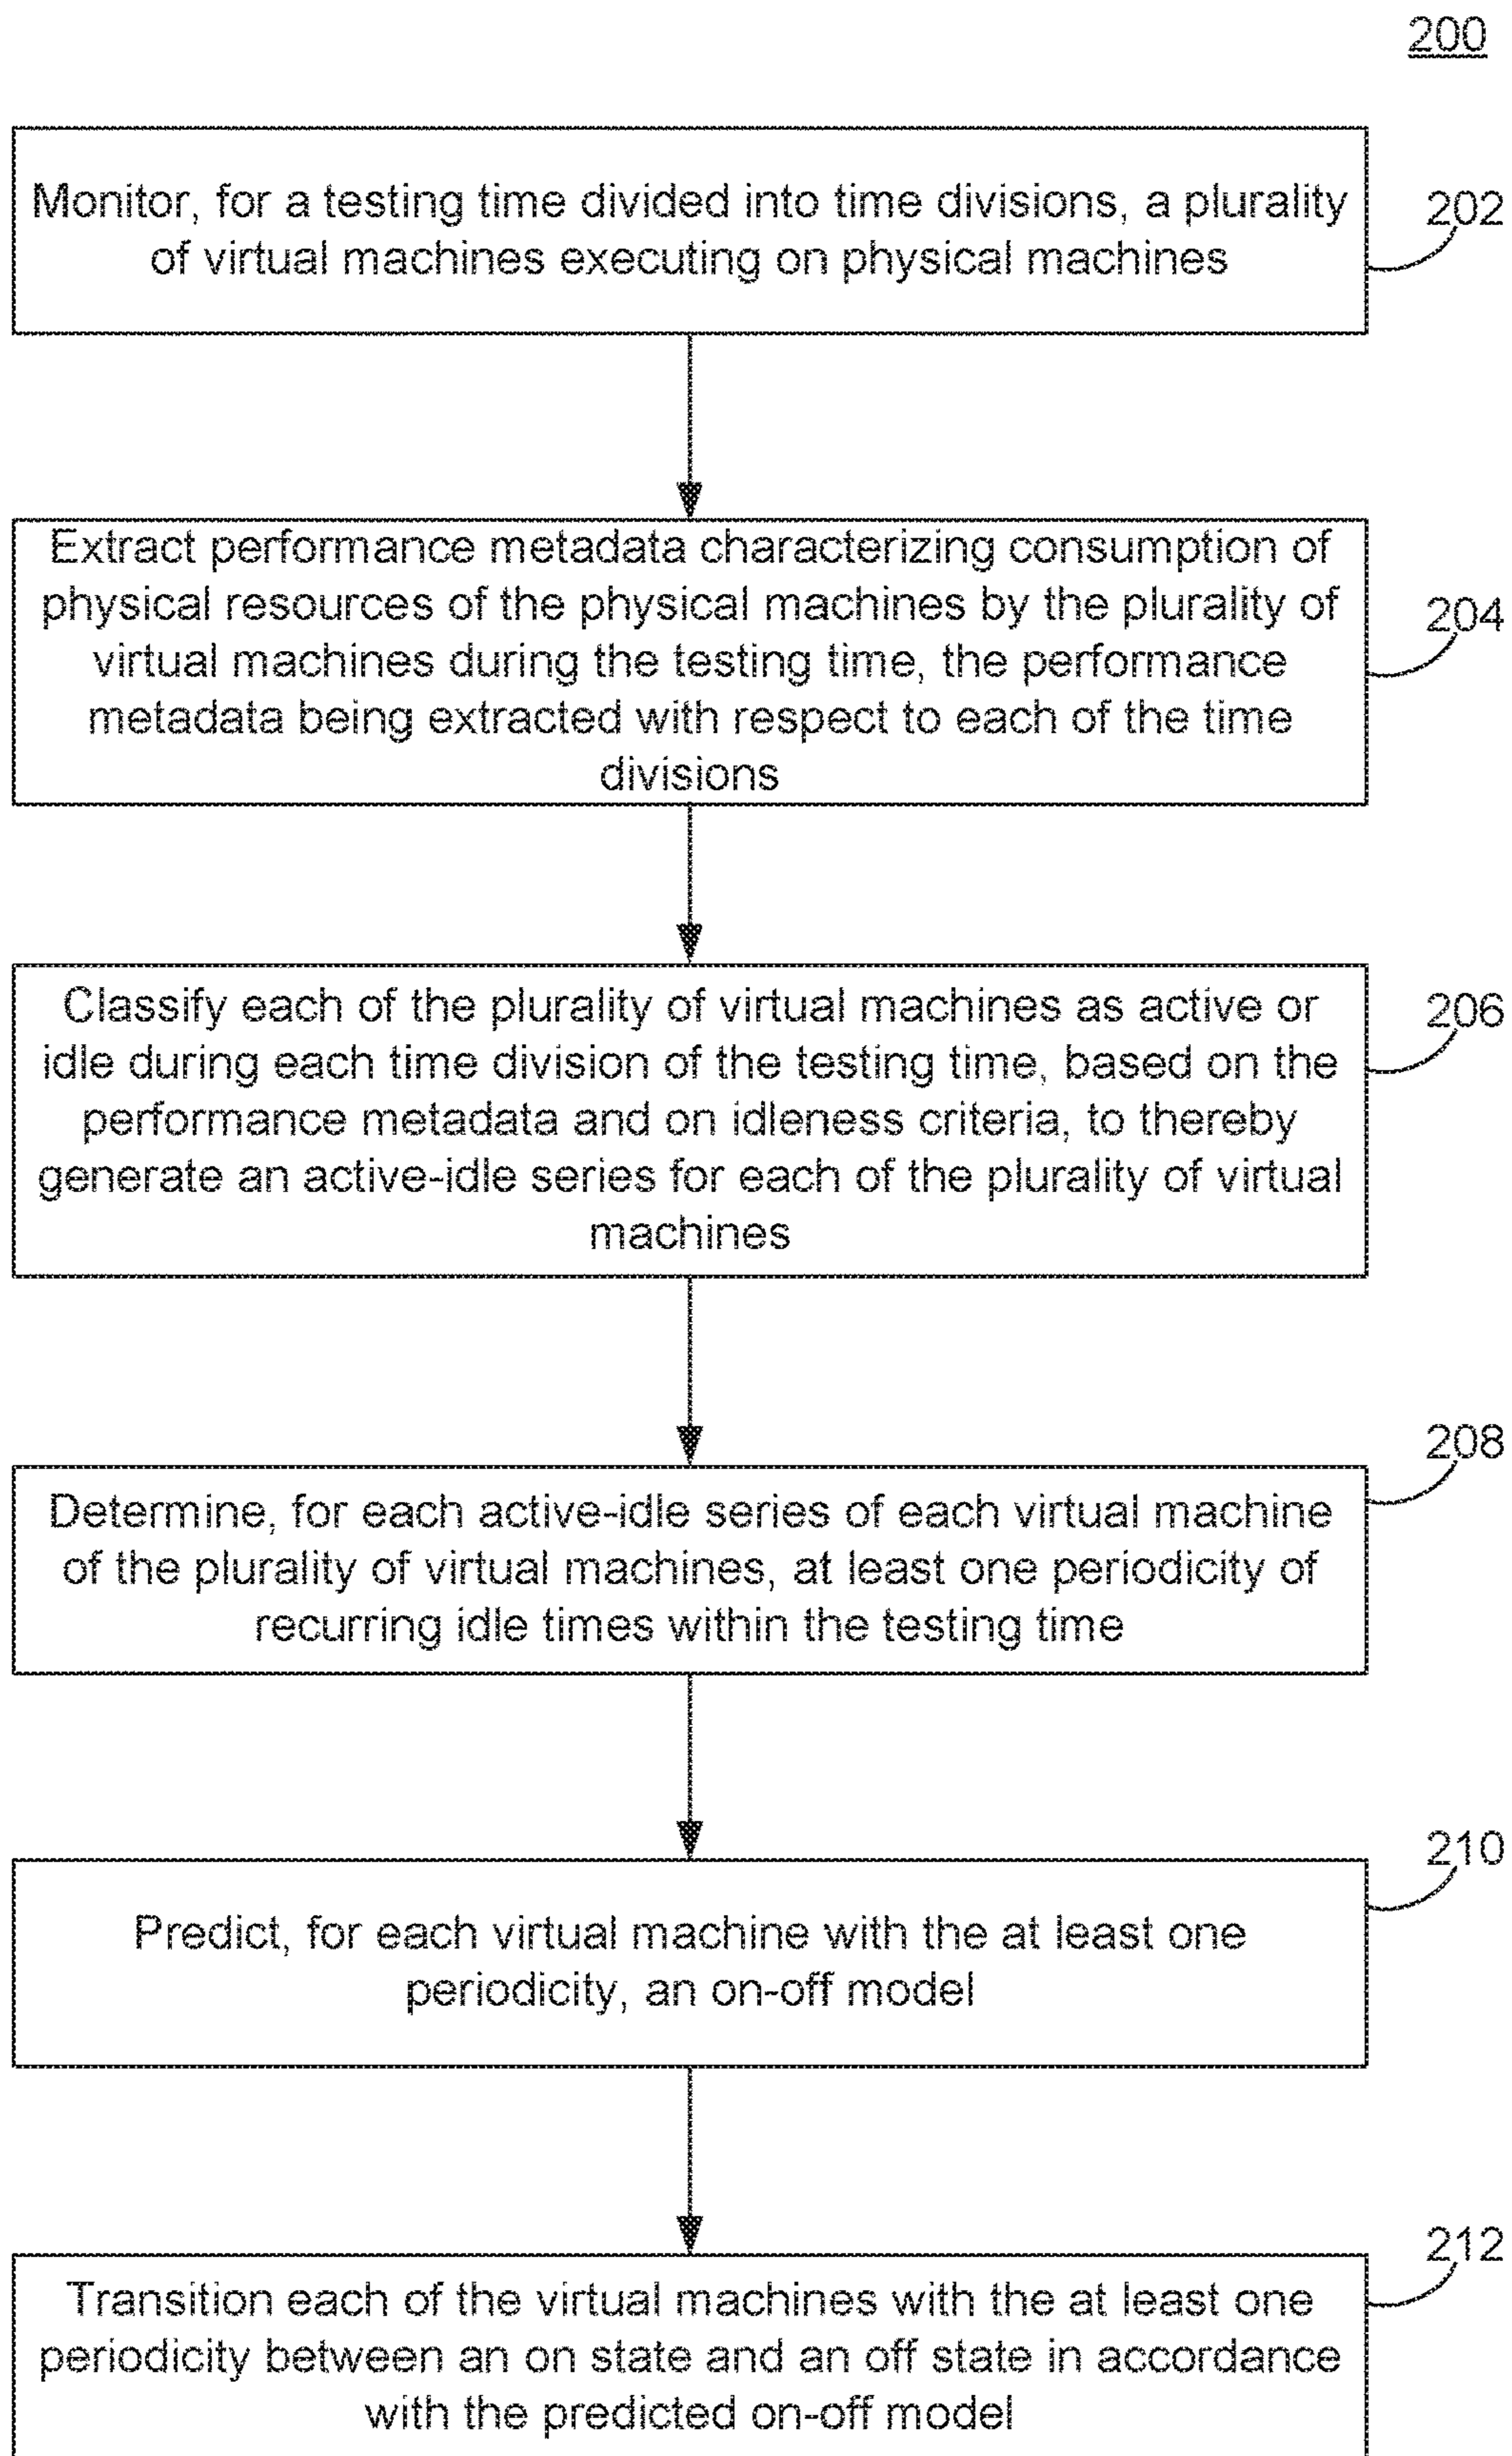 200
Monitor, for a testing time divided into time divisions, a plurality
of virtual machines executing on physical machines
202
Extract performance metadata characterizing consumption of
physical resources of the physical machines by the plurality of
virtual machines during the testing time, the performance
metadata being extracted with respect to each of the time
divisions
204
Classify each of the plurality of virtual machines as active or
idle during each time division of the testing time, based on the
performance metadata and on idleness criteria, to thereby
generate an active-idle series for each of the plurality of virtual
machines
206
Determine, for each active-idle series of each virtual machine
of the plurality of virtual machines, at least one periodicity of
recurring idle times within the testing time
208
Predict, for each virtual machine with the at least one
periodicity, an on-off model
210
Transition each of the virtual machines with the at least one
periodicity between an on state and an off state in accordance
with the predicted on-off model
212